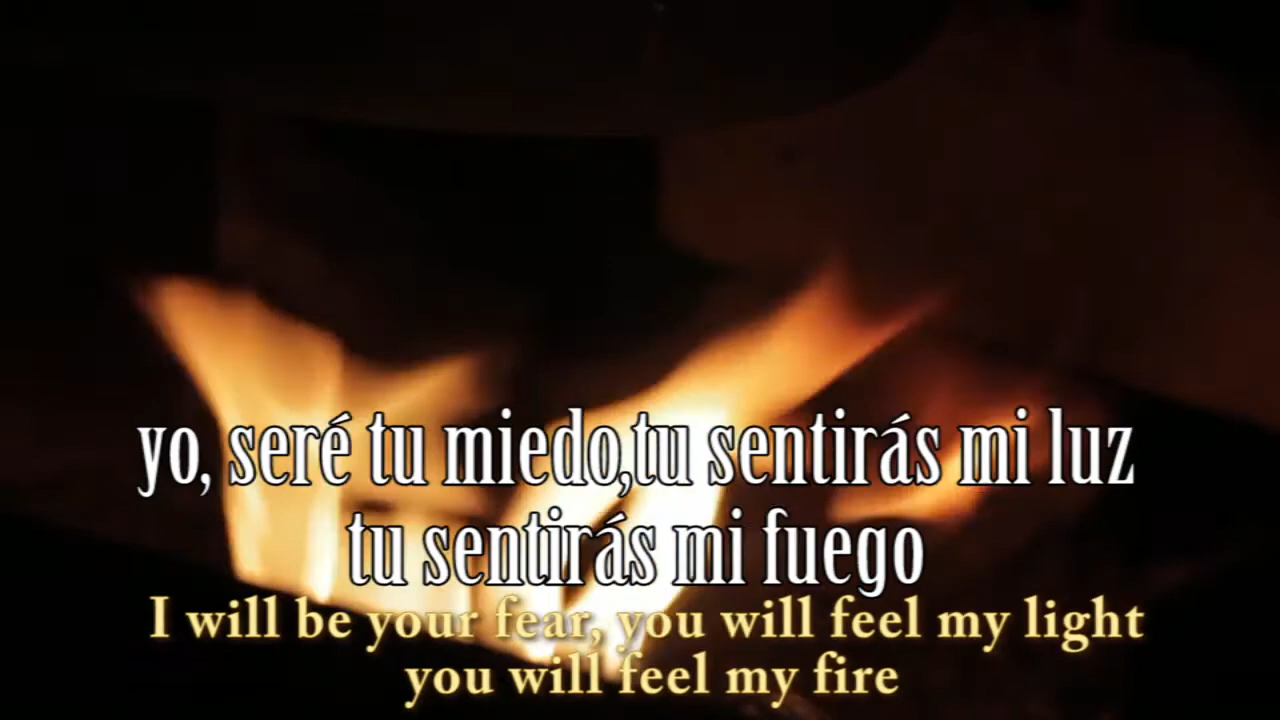 yo, seré tu miedo,tu sentirás mi luz
tu sentirás mi fuego
I will be your fear, you will feel my light
you will feel my fire